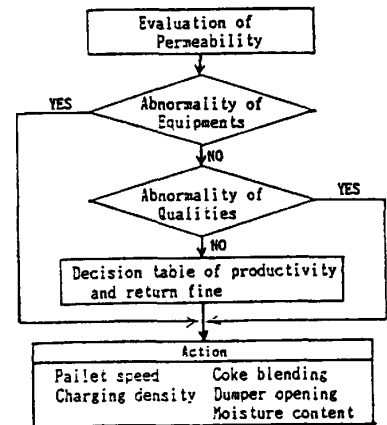 Evaluation of
Permeability
YES
Abnormality of
Equipments
NO
Abnormality of
Qualities
YES
NO
Decision table of productivity
and return fine
Action
Pallet speed Coke blending
Charging density Dumper opening
Moisture content